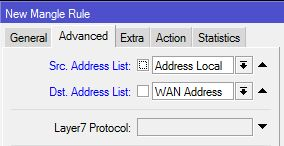 New Mangle Rule
General Advanced Extra Action Statistics
Src. Address List: Address Local
Dst. Address List: WAN Address
Layer7 Protocol: